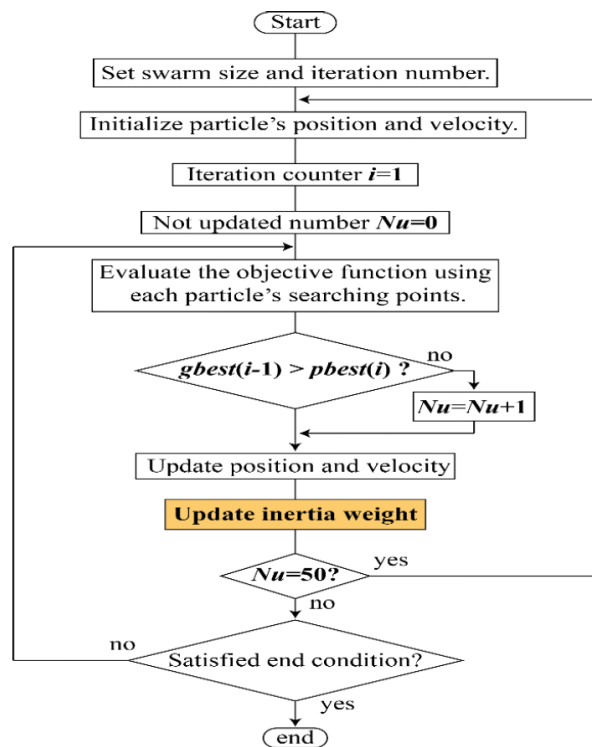 Start
Set swarm size and iteration number.
Initialize particle's position and velocity.
Iteration counter i=1
Not updated number Nu=0
Evaluate the objective function using
each particle's searching points.
gbest(i-1) > pbest(i) ?
no
Nu=Nu+1
Update position and velocity
Update inertia weight
Nu=50?
yes
no
no
Satisfied end condition?
yes
end